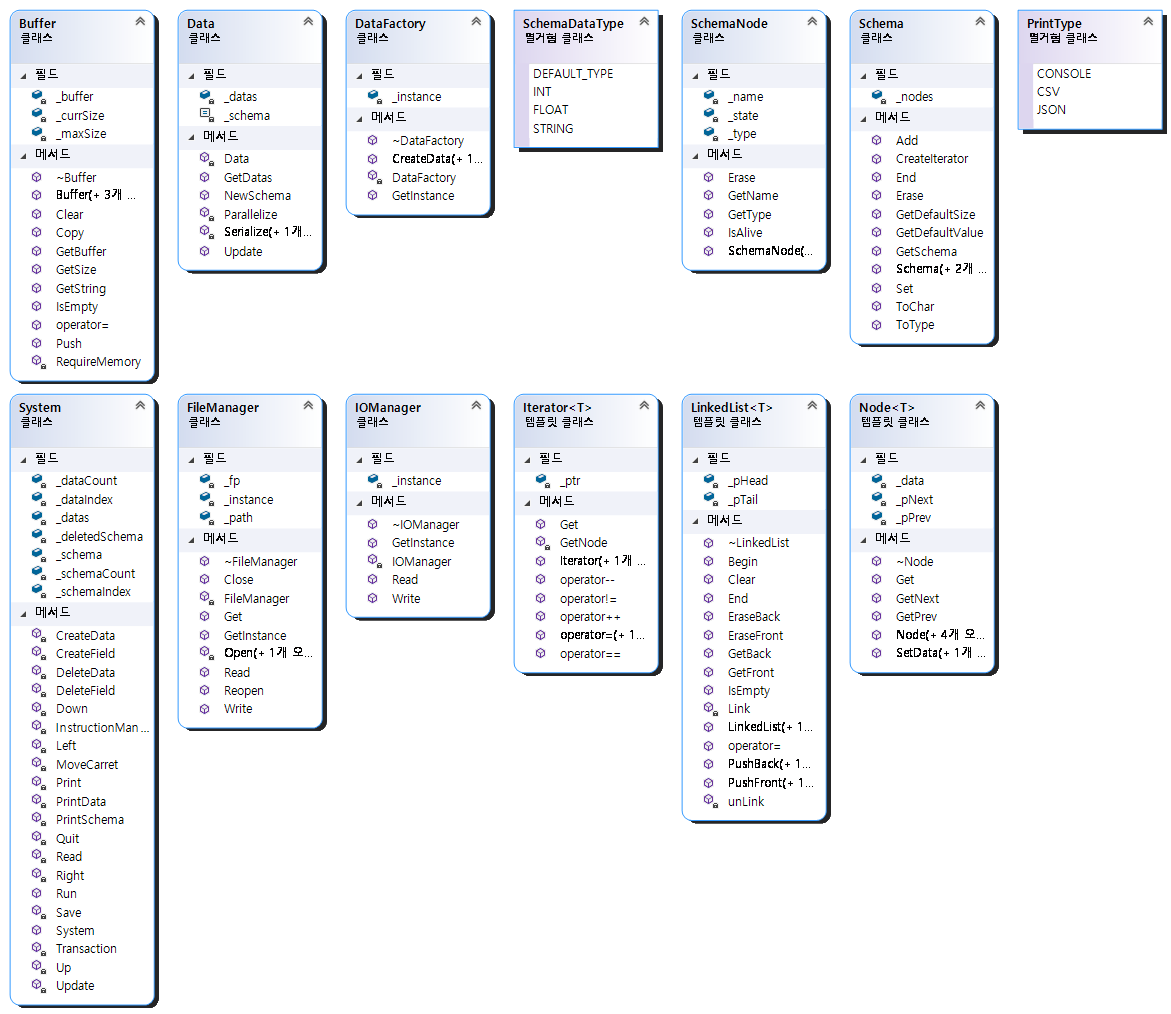 Buffer
클래스
필드
_buffer
_currSize
_maxSize
메서드
~Buffer
Buffer(+ 3개 ...
Clear
Copy
GetBuffer
GetSize
GetString
IsEmpty
operator=
Push
RequireMemory
Data
클래스
필드
_datas
_schema
메서드
Data
GetDatas
NewSchema
Parallelize
Serialize(+ 1개...
Update
DataFactory
클래스
필드
_instance
메서드
~DataFactory
CreateData(+ 1...
DataFactory
GetInstance
SchemaDataType
열거형 클래스
DEFAULT_TYPE
INT
FLOAT
STRING
SchemaNode
클래스
필드
_name
_state
_type
메서드
Erase
GetName
GetType
IsAlive
SchemaNode(...
Schema
클래스
필드
_nodes
메서드
Add
CreateIterator
End
Erase
GetDefaultSize
GetDefaultValue
GetSchema
Schema(+ 2개 ...
Set
ToChar
ToType
PrintType
열거형 클래스
CONSOLE
CSV
JSON
System
클래스
필드
_dataCount
_dataIndex
_datas
_deletedSchema
_schema
_schemaCount
_schemaIndex
메서드
CreateData
CreateField
DeleteData
DeleteField
Down
InstructionMan...
Left
MoveCarret
Print
PrintData
PrintSchema
Quit
Read
Right
Run
Save
System
Transaction
Up
Update
FileManager
클래스
필드
_fp
_instance
_path
메서드
~FileManager
Close
FileManager
Get
GetInstance
Open(+ 1개 오...
Read
Reopen
Write
IOManager
클래스
필드
_instance
메서드
~IOManager
GetInstance
IOManager
Read
Write
Iterator<T>
템플릿 클래스
필드
_ptr
메서드
Get
GetNode
Iterator(+ 1개 ...
operator--
operator!=
operator++
operator=(+ 1...
operator==
LinkedList<T>
템플릿 클래스
필드
_pHead
_pTail
메서드
~LinkedList
Begin
Clear
End
EraseBack
EraseFront
GetBack
GetFront
IsEmpty
Link
LinkedList(+ 1...
operator=
PushBack(+ 1...
PushFront(+ 1...
unLink
Node<T>
템플릿 클래스
필드
_data
_pNext
_pPrev
메서드
~Node
Get
GetNext
GetPrev
Node(+ 4개 오...
SetData(+ 1개 ...